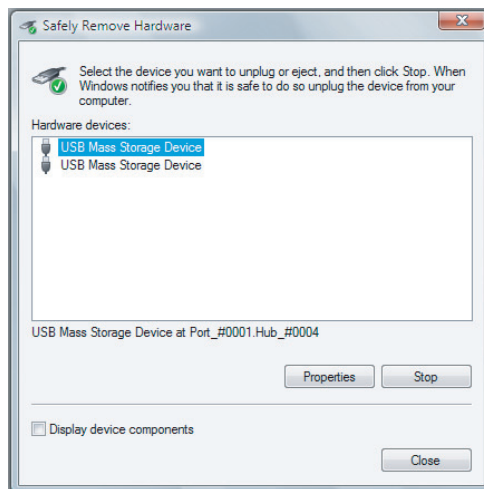 Safely Remove Hardware
Select the device you want to unplug or eject, and then click Stop. When
Windows notifies you that it is safe to do so unplug the device from your
computer.
Hardware devices:
USB Mass Storage Device
USB Mass Storage Device
USB Mass Storage Device at Port_#0001.Hub_#0004
Properties Stop
Display device components
Close